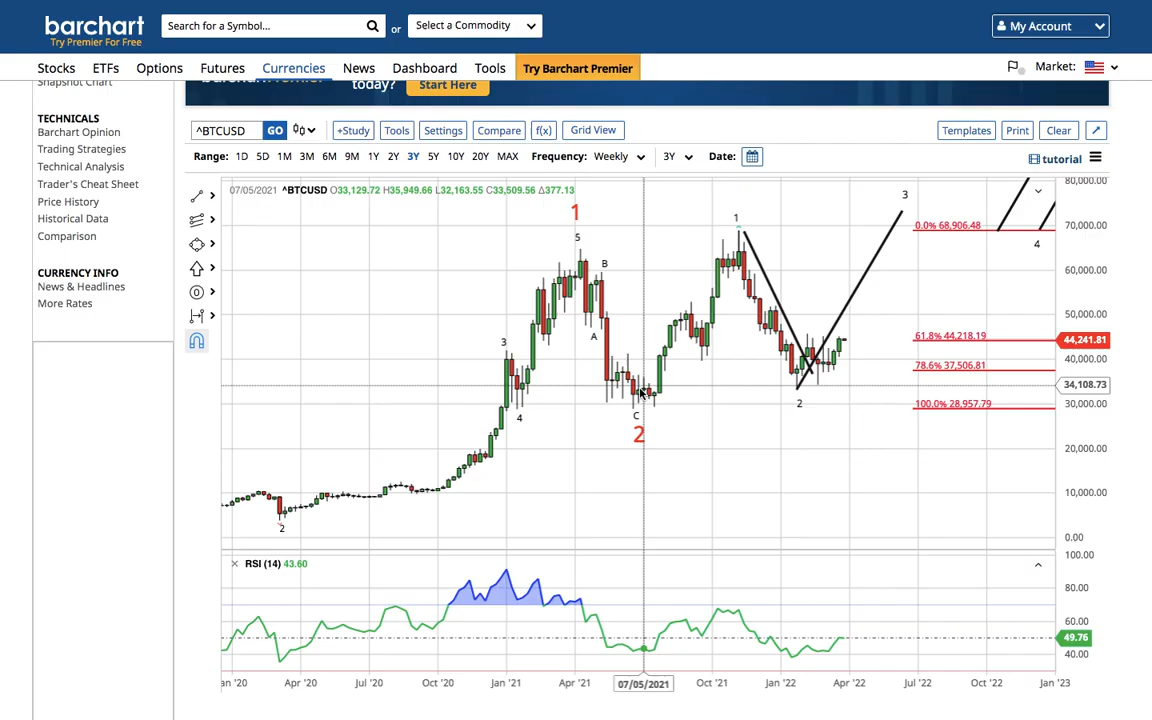 barchart
Try Premier For Free
Search for a Symbol...
or
Select a Commodity
My Account
Stocks ETFs Options Futures Currencies News Dashboard Tools Try Barchart Premier
Market:
today? Start Here
Snapshot Chart
TECHNICALS
Barchart Opinion
Trading Strategies
Technical Analysis
Trader's Cheat Sheet
Price History
Historical Data
Comparison
CURRENCY INFO
News & Headlines
More Rates
^BTCUSD GO +Study Tools Settings Compare f(x) Grid View Templates Print Clear
Range: 1D 5D 1M 3M 6M 9M 1Y 2Y 3Y 5Y 10Y 20Y MAX Frequency: Weekly 3Y Date: tutorial
07/05/2021 ^BTCUSD O33,129.72 H35,949.66 L32,163.55 C33,509.56 Δ377.13
80,000.00
70,000.00
60,000.00
50,000.00
44,241.81
40,000.00
34,108.73
30,000.00
20,000.00
10,000.00
0.00
0.0% 68,906.48
61.8% 44,218.19
78.6% 37,506.81
100.0% 28,957.79
1
5
B
3
A
4
C
2
2
1
2
3
4
0
RSI (14) 43.60
100.00
80.00
60.00
49.76
40.00
an '20 Apr '20 Jul '20 Oct '20 Jan '21 Apr '21 07/05/2021 Oct '21 Jan '22 Apr '22 Jul '22 Oct '22 Jan '23